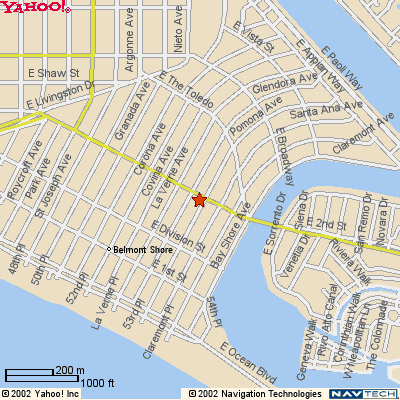 YAHOO!
Argonne Ave
Nieto Ave
E Vista St
E Appian Way
E Paoli Way
E Shaw St
E Livingston Dr
E The Toledo
Glendora Ave
Santa Ana Ave
Granada Ave
Corona Ave
Covina Ave
La Verne Ave
Pomona Ave
E Broadway
Claremont Ave
Roycroft Ave
Park Ave
St Joseph Ave
Bay Shore Ave
E Sorrento Dr
Siena Dr
San Remo Dr
Novara Dr
E 2nd St
Venetia Dr
Riviera Walk
E Division St
Belmont Shore
E 1st St
48th Pl
50th Pl
52nd Pl
La Verne Pl
53rd Pl
Claremont Pl
54th Pl
E Ocean Blvd
Geneva Walk
Rivo Alto Canal
Corinthian Walk
W Neapolitan Ln
The Colonnade
200 m
1000 ft
©2002 Yahoo! Inc
©2002 Navigation Technologies
NAVTECH